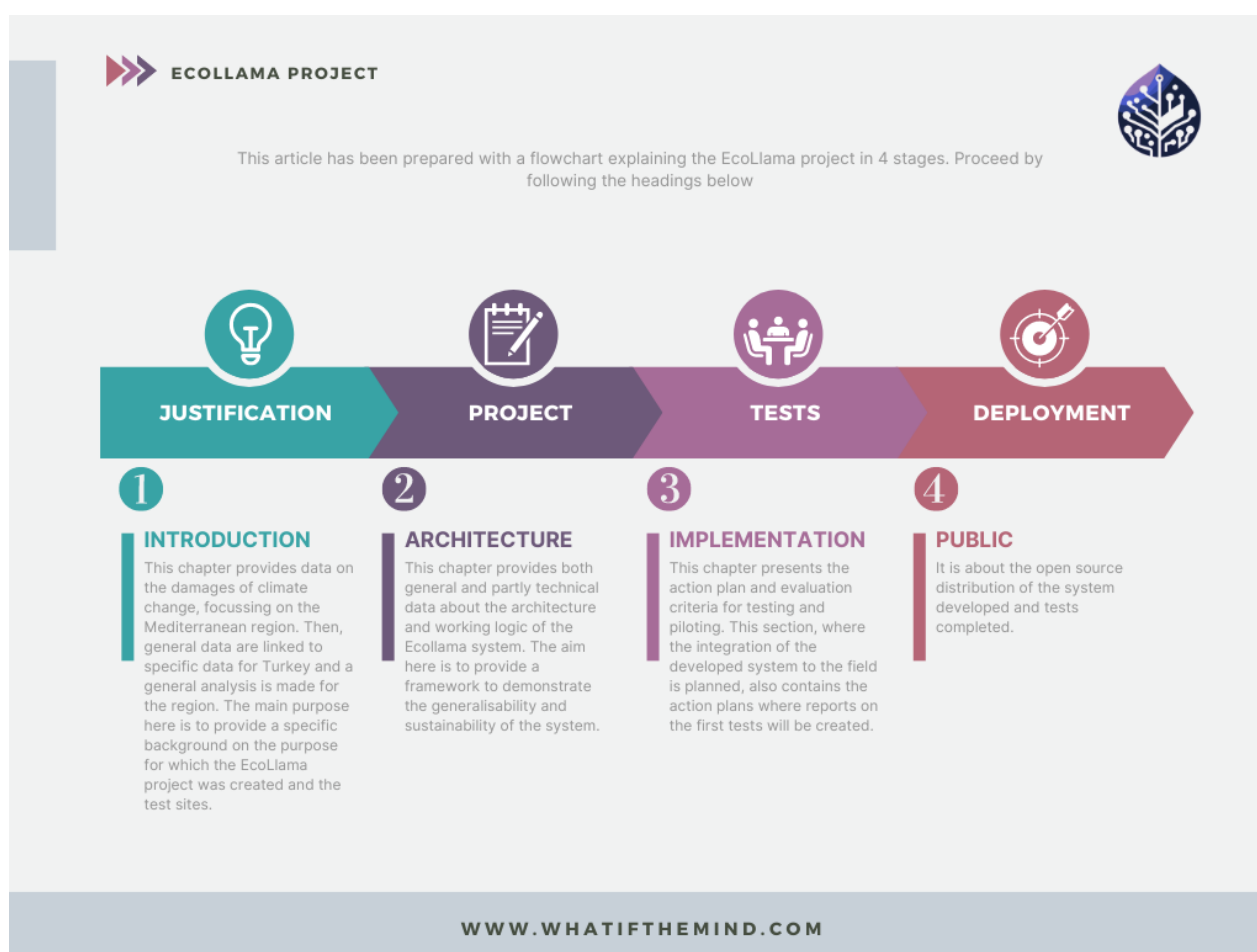 ECOLLAMA PROJECT
This article has been prepared with a flowchart explaining the EcoLlama project in 4 stages. Proceed by
following the headings below
JUSTIFICATION
PROJECT
TESTS
DEPLOYMENT
1
INTRODUCTION
This chapter provides data on
the damages of climate
change, focussing on the
Mediterranean region. Then,
general data are linked to
specific data for Turkey and a
general analysis is made for
the region. The main purpose
here is to provide a specific
background on the purpose
for which the EcoLlama
project was created and the
test sites.
2
ARCHITECTURE
This chapter provides both
general and partly technical
data about the architecture
and working logic of the
Ecollama system. The aim
here is to provide a
framework to demonstrate
the generalisability and
sustainability of the system.
3
IMPLEMENTATION
This chapter presents the
action plan and evaluation
criteria for testing and
piloting. This section, where
the integration of the
developed system to the field
is planned, also contains the
action plans where reports on
the first tests will be created.
4
PUBLIC
It is about the open source
distribution of the system
developed and tests
completed.
WWW.WHATIFTHEMIND.COM